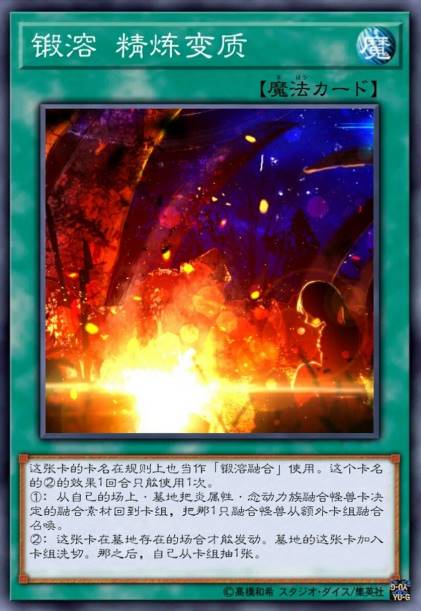 锻溶 精炼变质
魔
【魔法カード】
这张卡的卡名在规则上也当作「锻溶融合」使用。这个卡名
的②的效果1回合只能使用1次。
①：从自己的场上·墓地把炎属性·念动力族融合怪兽卡决
定的融合素材回到卡组，把那1只融合怪兽从额外卡组融合
召唤。
②：这张卡在墓地存在的场合才能发动。墓地的这张卡加入
卡组洗切。那之后，自己从卡组抽1张。
©高橋和希 スタジオ・ダイス/集英社